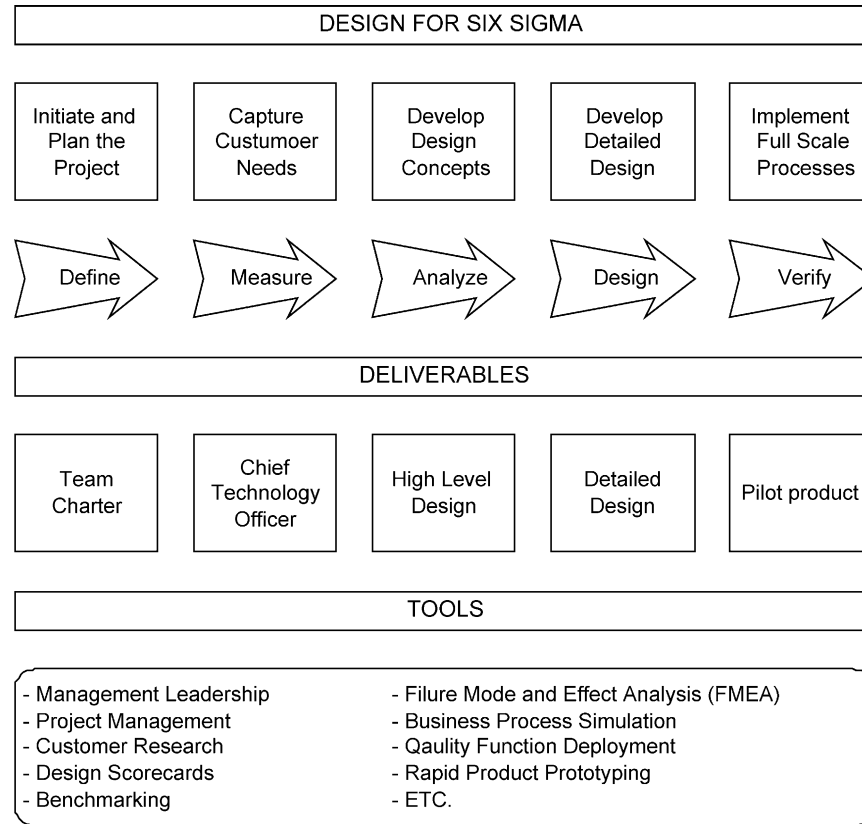 DESIGN FOR SIX SIGMA
Initiate and
Plan the
Project
Capture
Custumoer
Needs
Develop
Design
Concepts
Develop
Detailed
Design
Implement
Full Scale
Processes
Define
Measure
Analyze
Design
Verify
DELIVERABLES
Team
Charter
Chief
Technology
Officer
High Level
Design
Detailed
Design
Pilot product
TOOLS
- Management Leadership
- Project Management
- Customer Research
- Design Scorecards
- Benchmarking
- Filure Mode and Effect Analysis (FMEA)
- Business Process Simulation
- Qaulity Function Deployment
- Rapid Product Prototyping
- ETC.